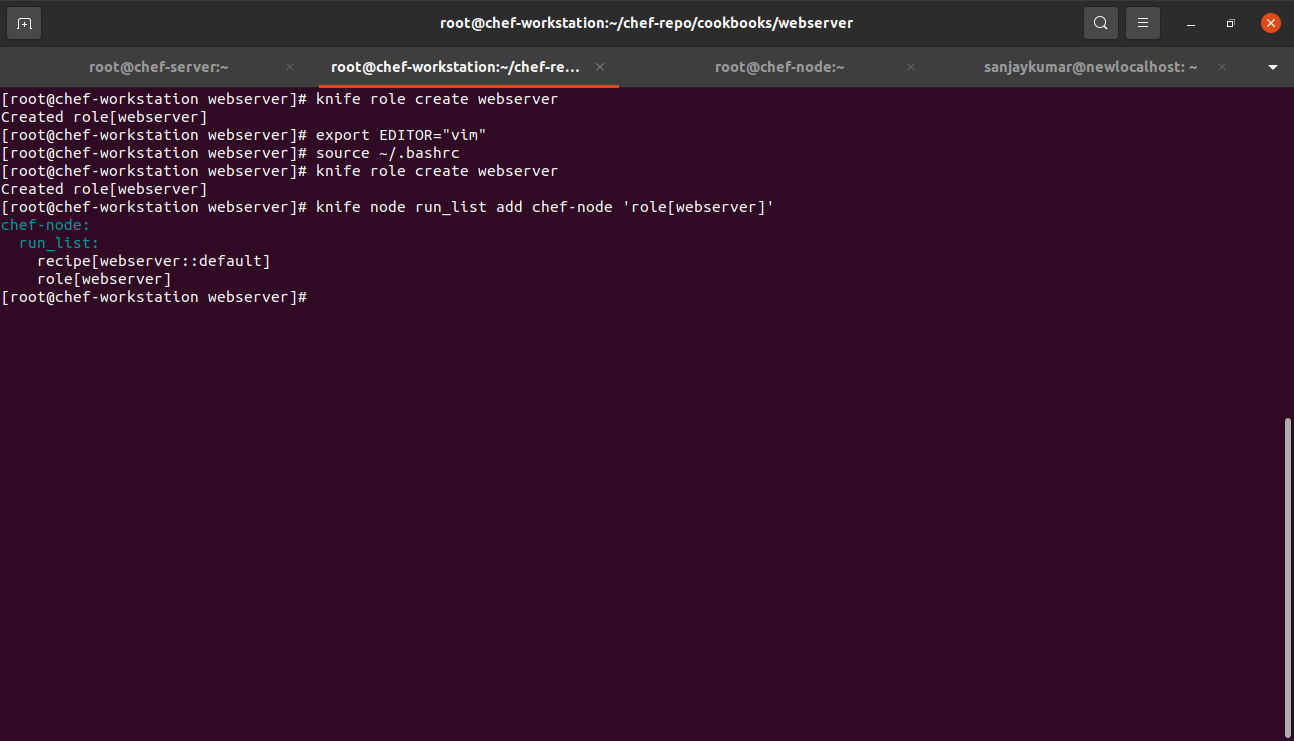 root@chef-workstation:~/chef-repo/cookbooks/webserver
root@chef-server:~
root@chef-workstation:~/chef-re...
root@chef-node:~
sanjaykumar@newlocalhost: ~
[root@chef-workstation webserver]# knife role create webserver
Created role[webserver]
[root@chef-workstation webserver]# export EDITOR="vim"
[root@chef-workstation webserver]# source ~/.bashrc
[root@chef-workstation webserver]# knife role create webserver
Created role[webserver]
[root@chef-workstation webserver]# knife node run_list add chef-node 'role[webserver]'
chef-node:
  run_list:
    recipe[webserver::default]
    role[webserver]
[root@chef-workstation webserver]#